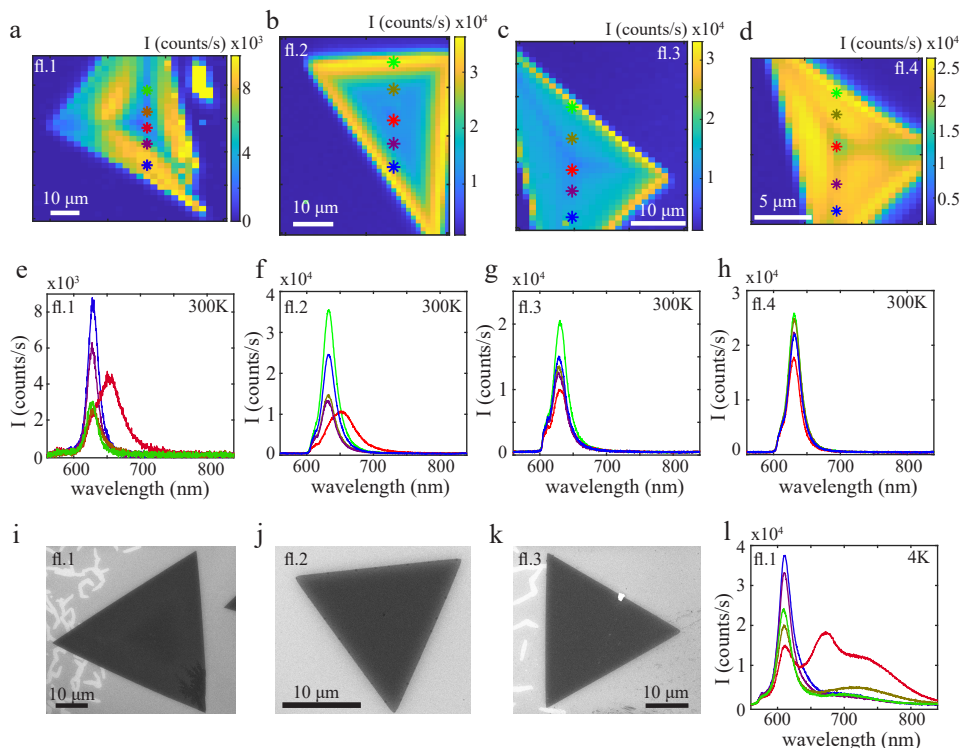 a
I (counts/s) x10³
fl.1
10 μm
8
6
4
2
0
b
I (counts/s) x10⁴
fl.2
10 μm
3
2
1
c
I (counts/s) x10⁴
fl.3
10 μm
3
2
1
d
I (counts/s) x10⁴
fl.4
5 μm
2.5
2.0
1.5
1.0
0.5
e
x10³
fl.1
300K
8
6
4
2
0
600 700 800
I (counts/s)
wavelength (nm)
f
x10⁴
fl.2
300K
4
3
2
1
0
600 700 800
I (counts/s)
wavelength (nm)
g
x10⁴
fl.3
300K
2
1
0
600 700 800
I (counts/s)
wavelength (nm)
h
x10⁴
fl.4
300K
3
2
1
0
600 700 800
I (counts/s)
wavelength (nm)
i
fl.1
10 μm
j
fl.2
10 μm
k
fl.3
10 μm
l
x10⁴
fl.1
4K
4
3
2
1
0
600 700 800
I (counts/s)
wavelength (nm)